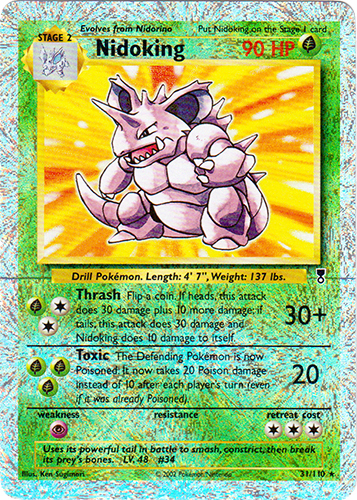 STAGE 2 Evolves from Nidorino Put Nidoking on the Stage 1 card
Nidoking 90 HP
Drill Pokémon. Length: 4' 7", Weight: 137 lbs.
Thrash Flip a coin. If heads, this attack
does 30 damage plus 10 more damage; if
tails, this attack does 30 damage and
Nidoking does 10 damage to itself.
30+
Toxic The Defending Pokémon is now
Poisoned. It now takes 20 Poison damage
instead of 10 after each player's turn (even
if it was already Poisoned).
20
weakness resistance retreat cost
Uses its powerful tail in battle to smash, constrict, then break
its prey's bones. LV. 48 #34
Illus. Ken Sugimori © 2002 Pokémon, Nintendo 31/110 ★